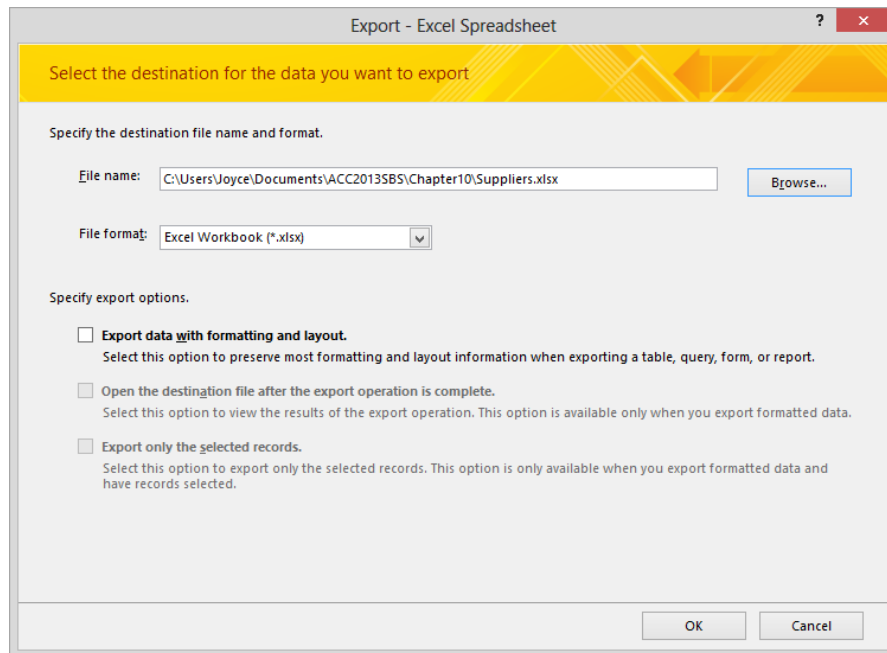 Export - Excel Spreadsheet
?
×
Select the destination for the data you want to export
Specify the destination file name and format.
File name:
C:\Users\Joyce\Documents\ACC2013SBS\Chapter10\Suppliers.xlsx
Browse...
File format:
Excel Workbook (*.xlsx)
Specify export options.
Export data with formatting and layout.
Select this option to preserve most formatting and layout information when exporting a table, query, form, or report.
Open the destination file after the export operation is complete.
Select this option to view the results of the export operation. This option is available only when you export formatted data.
Export only the selected records.
Select this option to export only the selected records. This option is only available when you export formatted data and
have records selected.
OK
Cancel